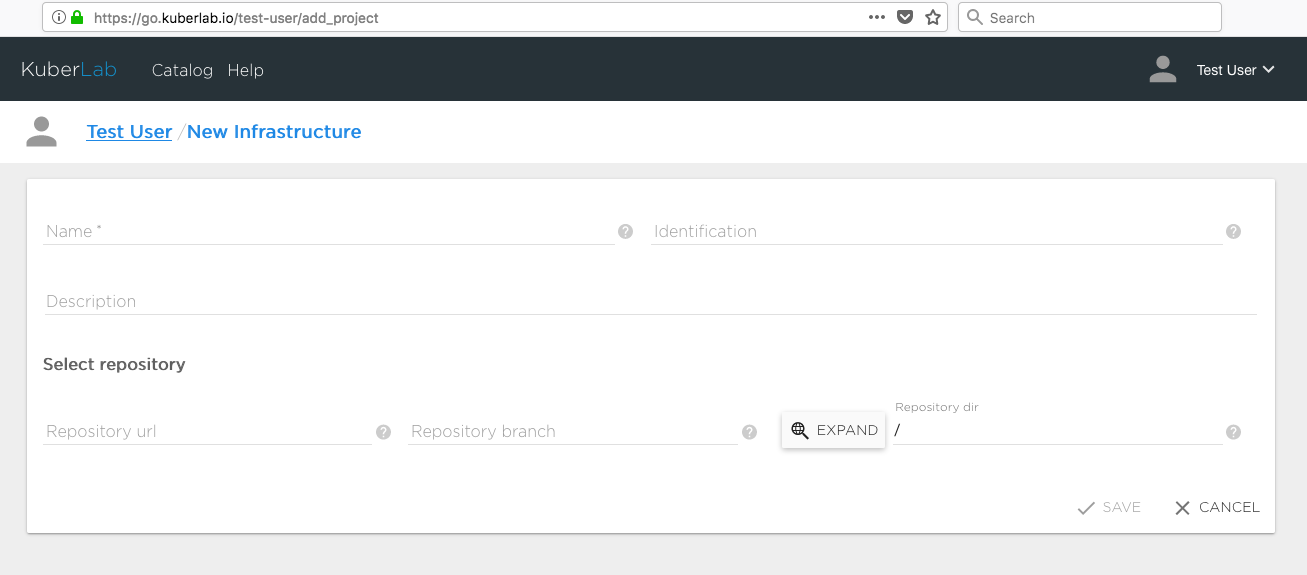 https://go.kuberlab.io/test-user/add_project
Search
KuberLab Catalog Help Test User
Test User /New Infrastructure
Name *
Identification
Description
Select repository
Repository url
Repository branch
EXPAND
Repository dir
/
SAVE
CANCEL